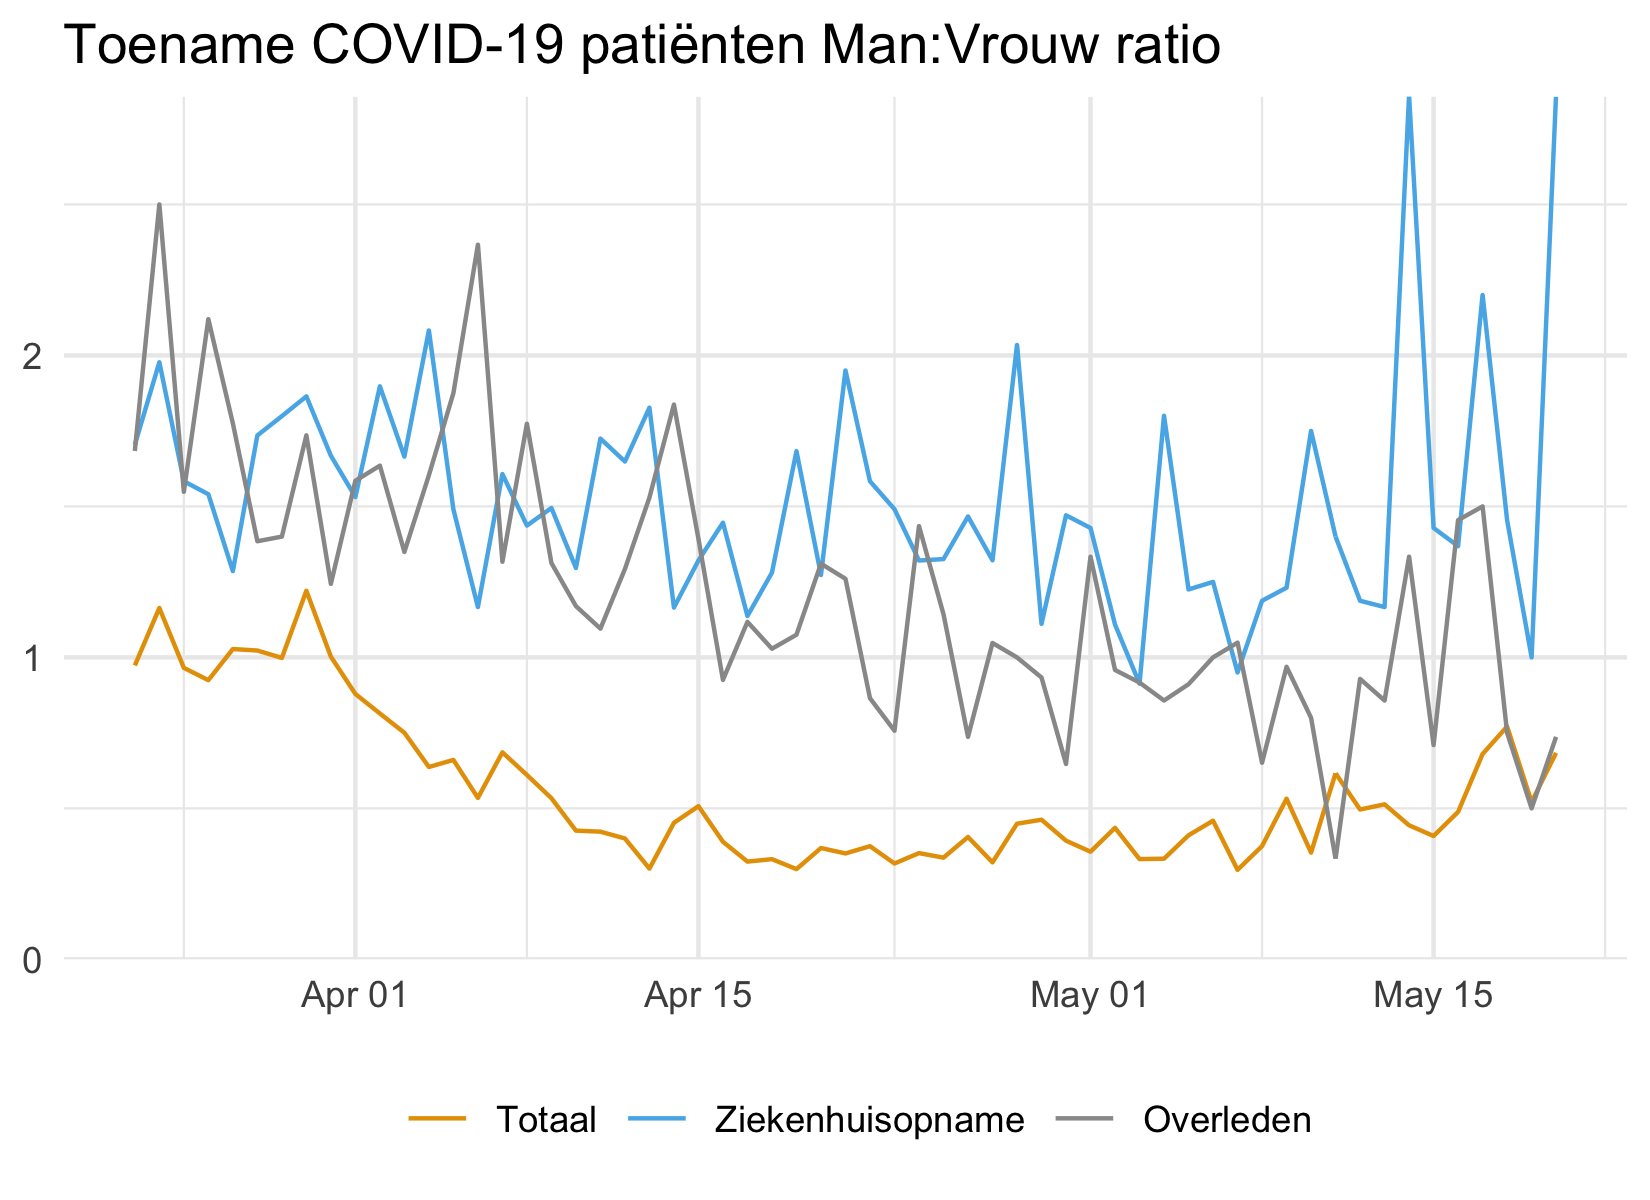 Toename COVID-19 patiënten Man:Vrouw ratio
2
1
0
Apr 01 Apr 15 May 01 May 15
Totaal Ziekenhuisopname Overleden